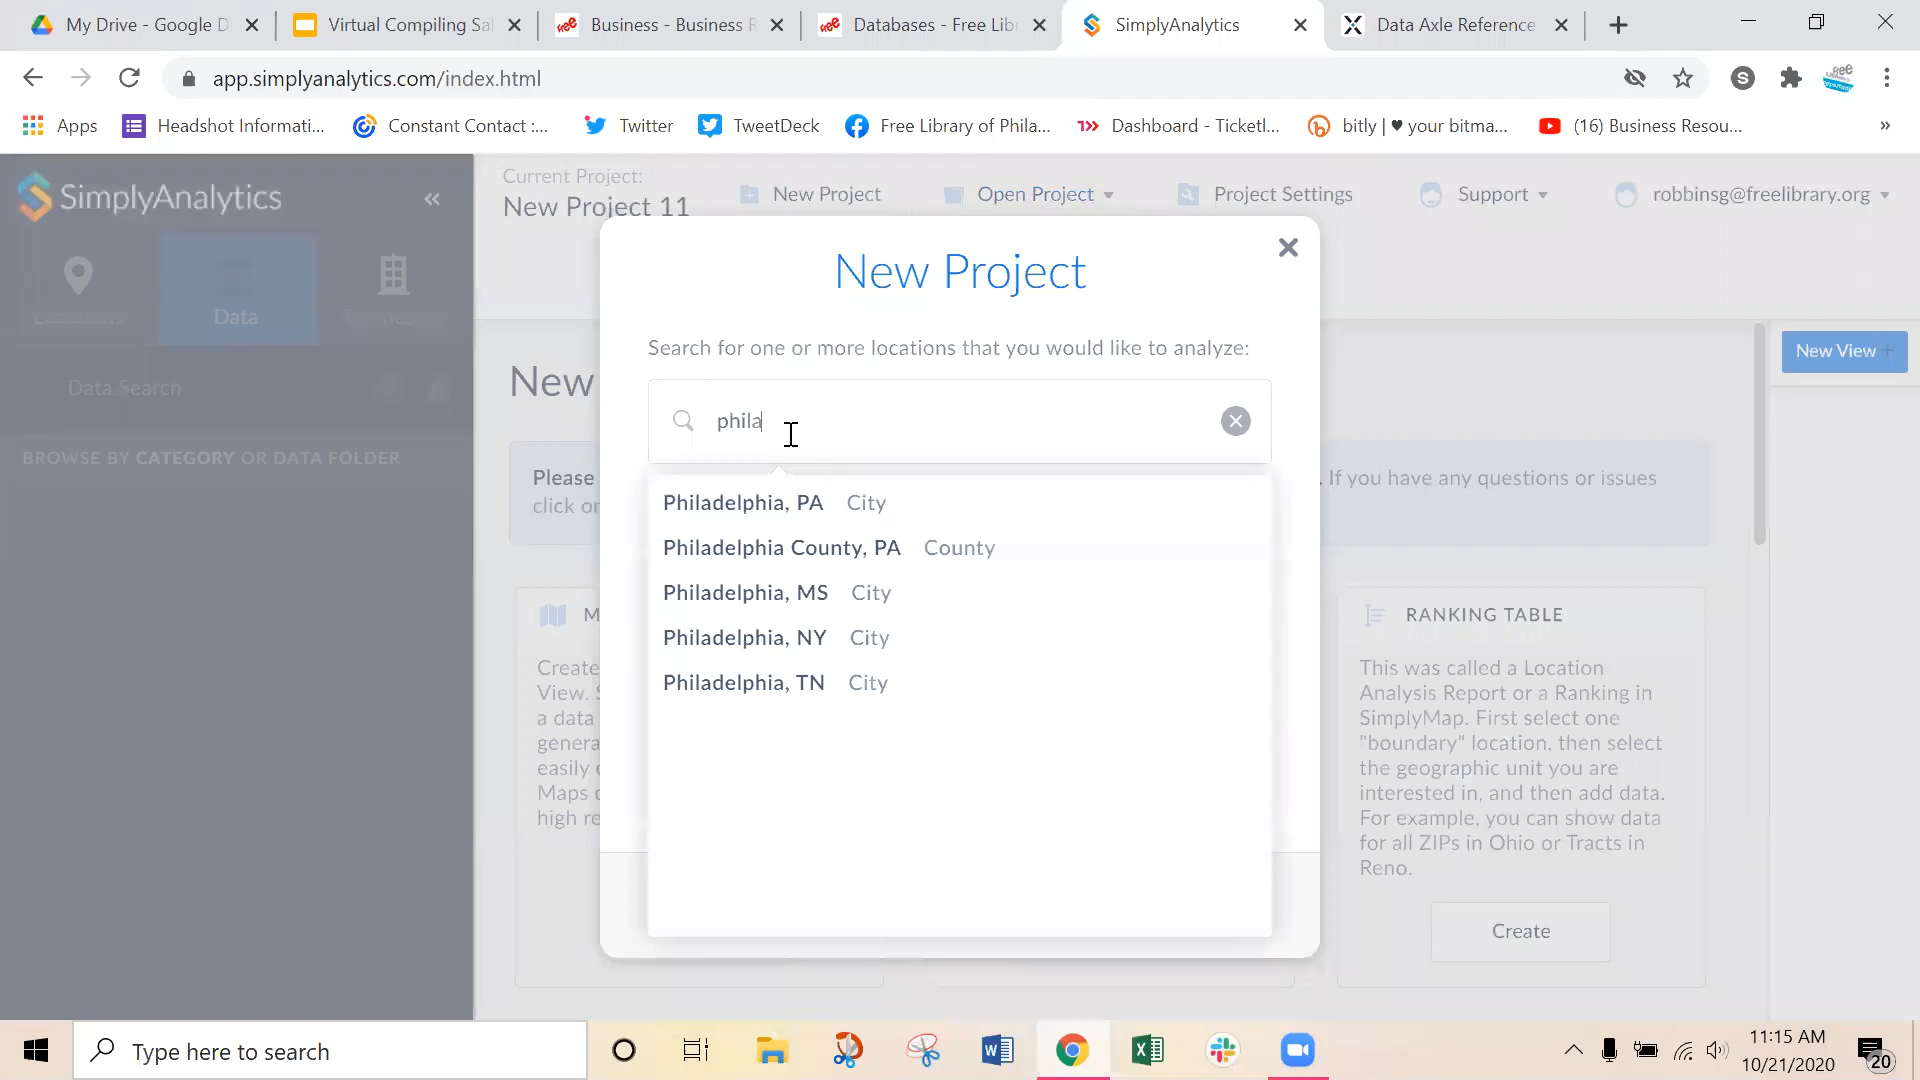 My Drive - Google D
Virtual Compiling Sal
Business - Business R
Databases - Free Libr
SimplyAnalytics
Data Axle Reference
app.simplyanalytics.com/index.html
Apps
Headshot Informati...
Constant Contact :...
Twitter
TweetDeck
Free Library of Phila...
Dashboard - Ticketl...
bitly | ♥ your bitma...
(16) Business Resou...
»
SimplyAnalytics
«
Current Project:
New Project 11
New Project
Open Project
Project Settings
Support
robbinsg@freelibrary.org
Data
Data Search
BROWSE BY CATEGORY OR DATA FOLDER
New
New View +
Please
click or
. If you have any questions or issues
New Project
Search for one or more locations that you would like to analyze:
phila
Philadelphia, PA City
Philadelphia County, PA County
Philadelphia, MS City
Philadelphia, NY City
Philadelphia, TN City
M
Create
View. S
a data
genera
easily e
Maps c
high re
RANKING TABLE
This was called a Location
Analysis Report or a Ranking in
SimplyMap. First select one
"boundary" location, then select
the geographic unit you are
interested in, and then add data.
For example, you can show data
for all ZIPs in Ohio or Tracts in
Reno.
Create
Type here to search
11:15 AM
10/21/2020
20